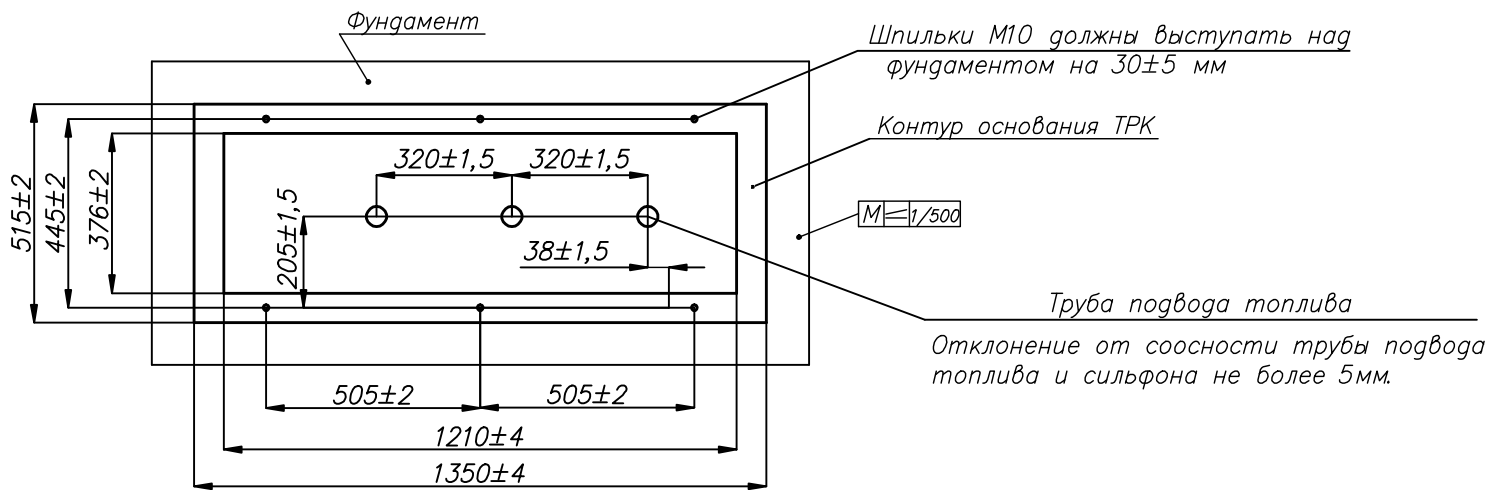 Фундамент
Шпильки М10 должны выступать над
фундаментом на 30±5 мм
Контур основания ТРК
320±1,5
320±1,5
515±2
445±2
376±2
205±1,5
М 1/500
38±1,5
Труба подвода топлива
Отклонение от соосности трубы подвода
топлива и сильфона не более 5мм.
505±2
505±2
1210±4
1350±4